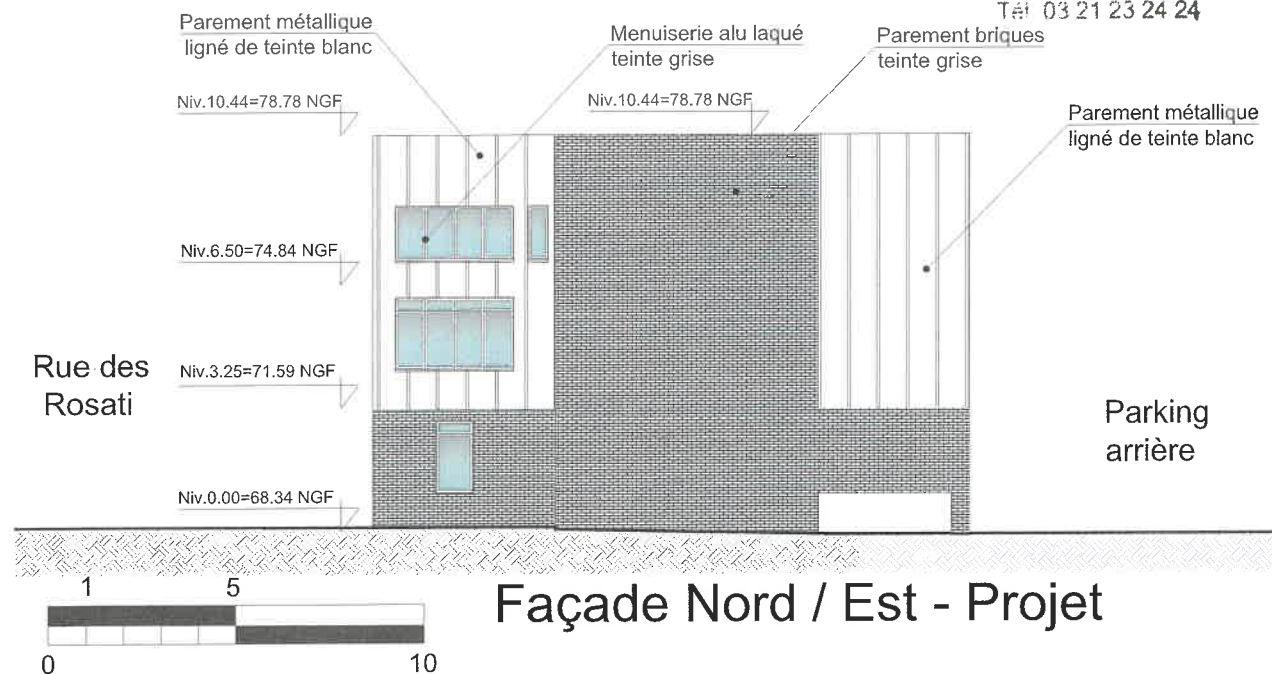 Tél. 03 21 23 24 24
Parement métallique
ligné de teinte blanc
Menuiserie alu laqué
teinte grise
Parement briques
teinte grise
Niv.10.44=78.78 NGF
Niv.10.44=78.78 NGF
Parement métallique
ligné de teinte blanc
Niv.6.50=74.84 NGF
Rue des
Rosati
Niv.3.25=71.59 NGF
Parking
arrière
Niv.0.00=68.34 NGF
1 5
Façade Nord / Est - Projet
0 10